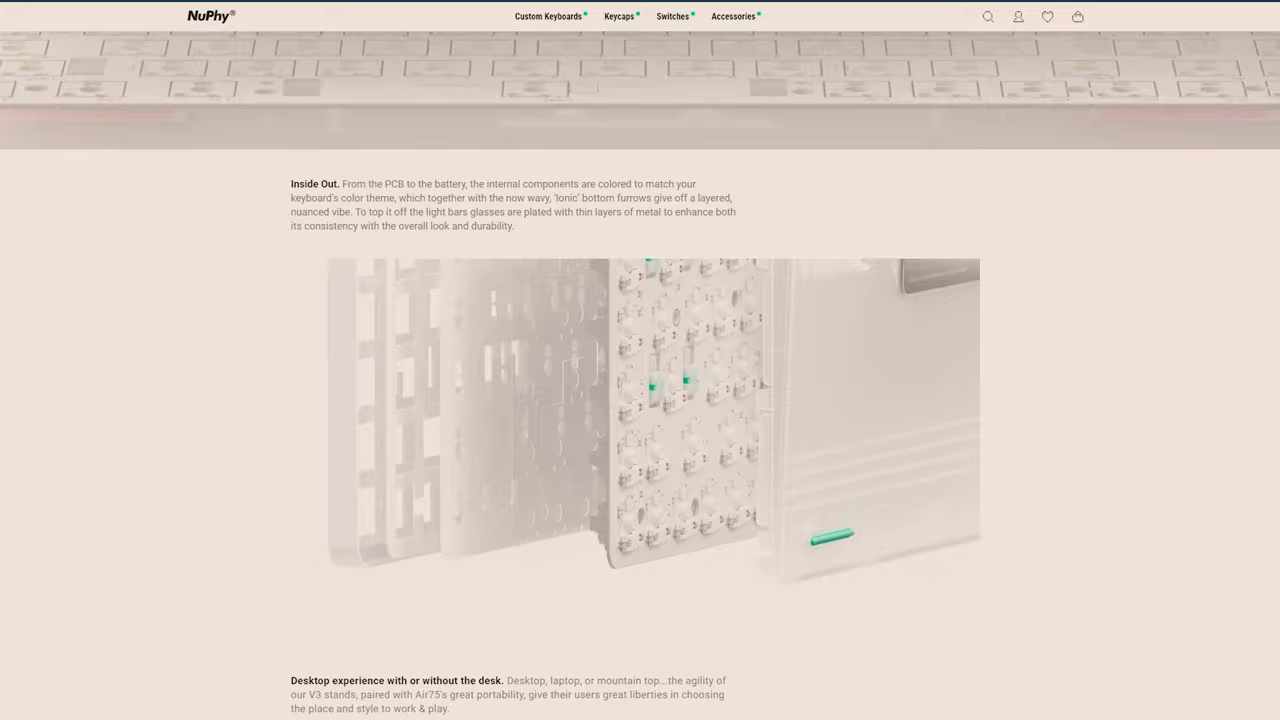 NuPhy®
Custom Keyboards Keycaps Switches Accessories
Inside Out. From the PCB to the battery, the internal components are colored to match your
keyboard's color theme, which together with the now wavy, 'Ionic' bottom furrows give off a layered,
nuanced vibe. To top it off the light bars glasses are plated with thin layers of metal to enhance both
its consistency with the overall look and durability.
Desktop experience with or without the desk. Desktop, laptop, or mountain top...the agility of
our V3 stands, paired with Air75's great portability, give their users great liberties in choosing
the place and style to work & play.